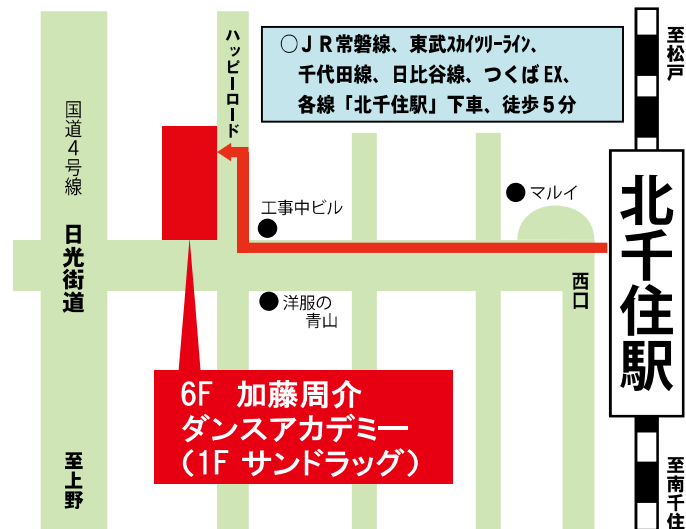 ○ＪＲ常磐線、東武スカイツリーライン、
千代田線、日比谷線、つくばEX、
各線「北千住駅」下車、徒歩５分
至松戸
ハッピーロード
国道４号線
日光街道
至上野
工事中ビル
マルイ
洋服の
青山
西口
北千住駅
6F 加藤周介
ダンスアカデミー
(1F サンドラッグ)
至南千住